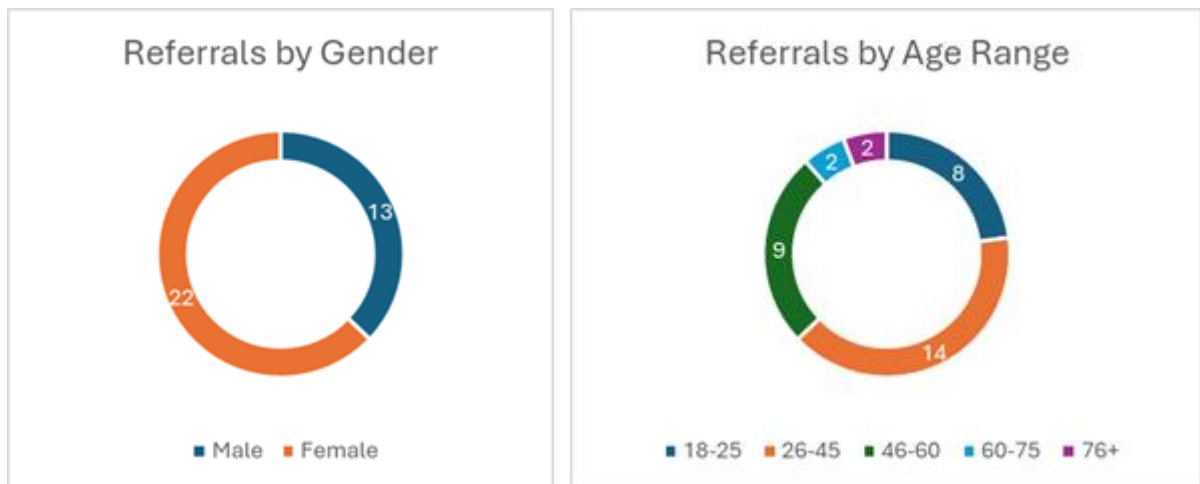 Referrals by Gender
13
22
Male Female
Referrals by Age Range
2 2
8
9
14
18-25 26-45 46-60 60-75 76+